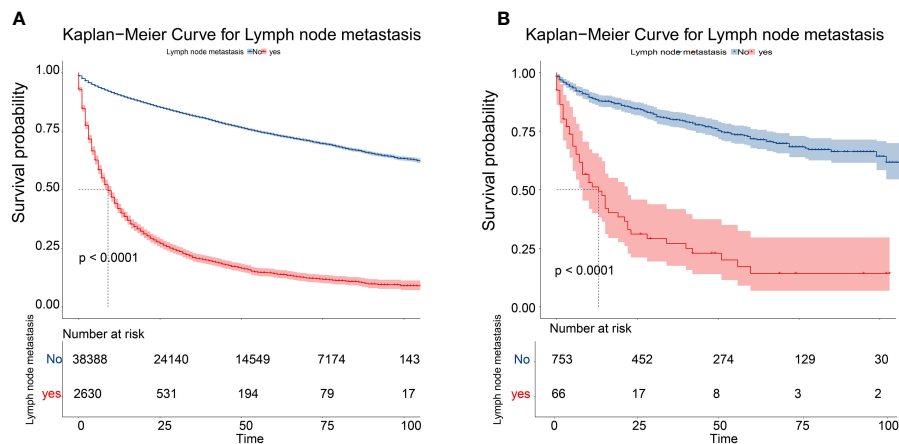 A
Kaplan−Meier Curve for Lymph node metastasis
Lymph node metastasis No yes
Survival probability
1.00
0.75
0.50
0.25
0.00
p < 0.0001
Number at risk
Lymph node metastasis
No 38388 24140 14549 7174 143
yes 2630 531 194 79 17
0 25 50 75 100
Time
B
Kaplan−Meier Curve for Lymph node metastasis
Lymph node metastasis No yes
Survival probability
1.00
0.75
0.50
0.25
0.00
p < 0.0001
Number at risk
Lymph node metastasis
No 753 452 274 129 30
yes 66 17 8 3 2
0 25 50 75 100
Time